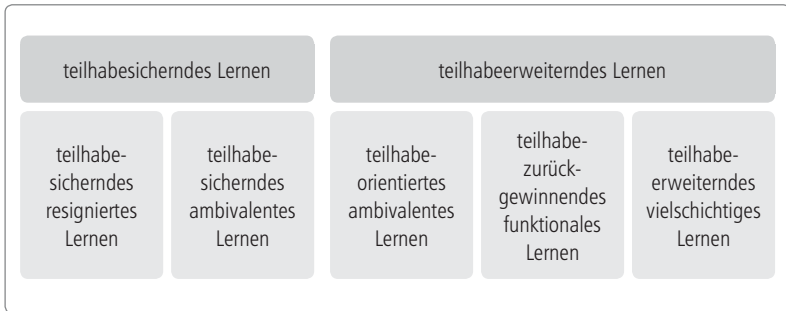 teilhabesicherndes Lernen
teilhabeerweiterndes Lernen
teilhabe-
sicherndes
resigniertes
Lernen
teilhabe-
sicherndes
ambivalentes
Lernen
teilhabe-
orientiertes
ambivalentes
Lernen
teilhabe-
zurück-
gewinnendes
funktionales
Lernen
teilhabe-
erweiterndes
vielschichtiges
Lernen